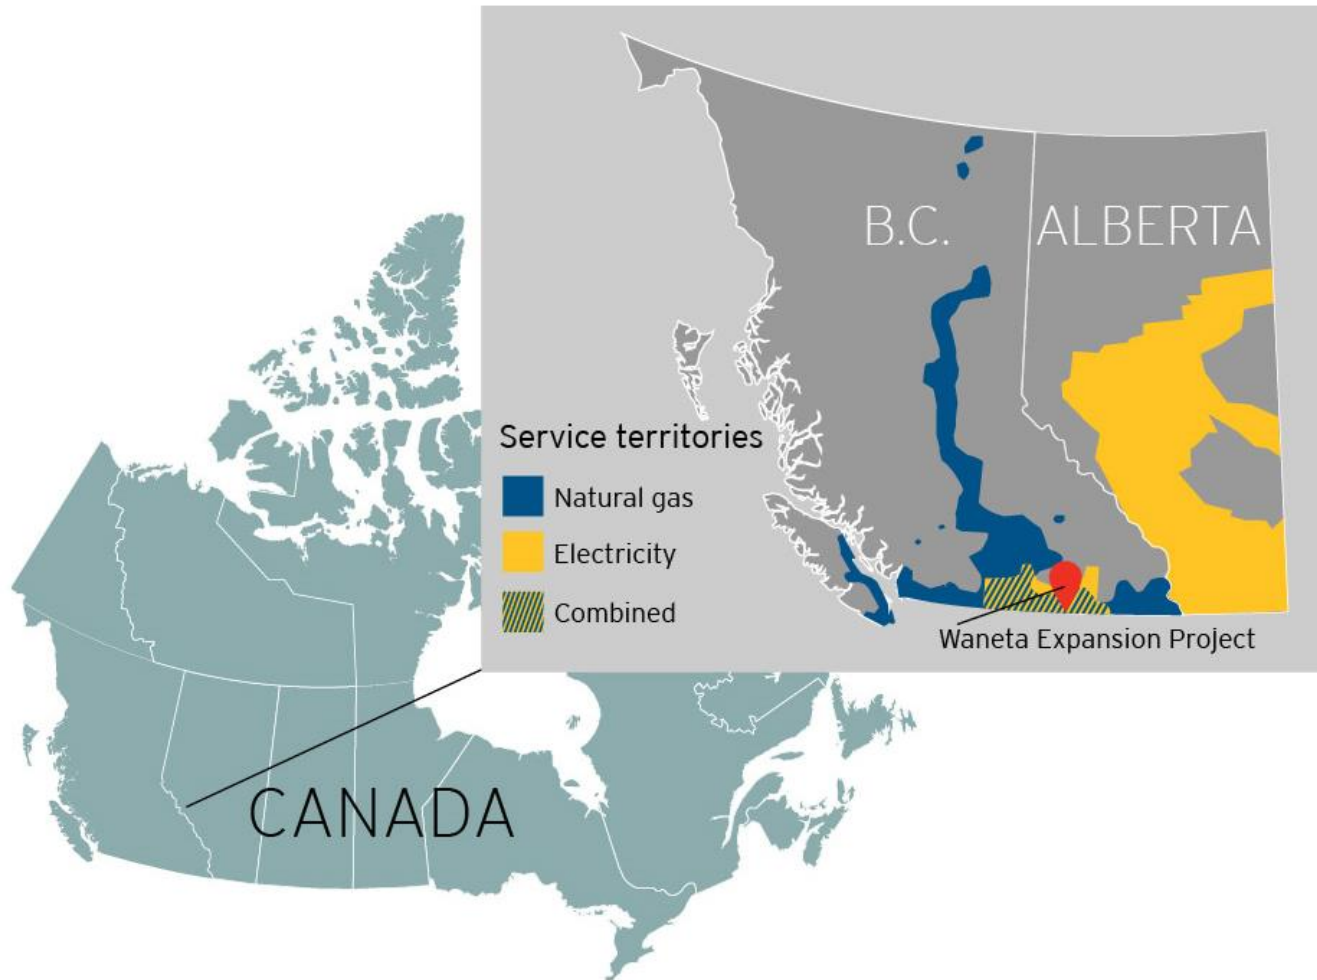 B.C.
ALBERTA
Service territories
Natural gas
Electricity
Combined
Waneta Expansion Project
CANADA